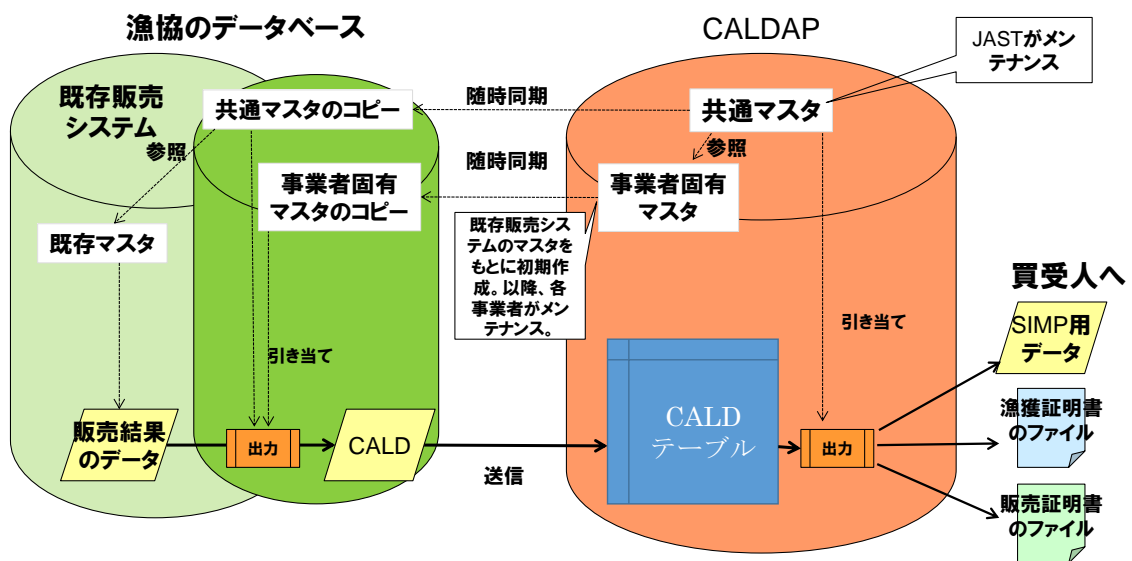 漁協のデータベース
CALDAP
JASTがメン
テナンス
既存販売
システム
共通マスタのコピー
随時同期
共通マスタ
参照
参照
随時同期
事業者固有
マスタのコピー
事業者固有
マスタ
既存マスタ
既存販売シス
テムのマスタを
もとに初期作
成。以降、各
事業者がメン
テナンス。
買受人へ
SIMP用
データ
引き当て
引き当て
漁獲証明書
のファイル
販売結果
のデータ
出力
CALD
送信
CALD
テーブル
出力
販売証明書
のファイル